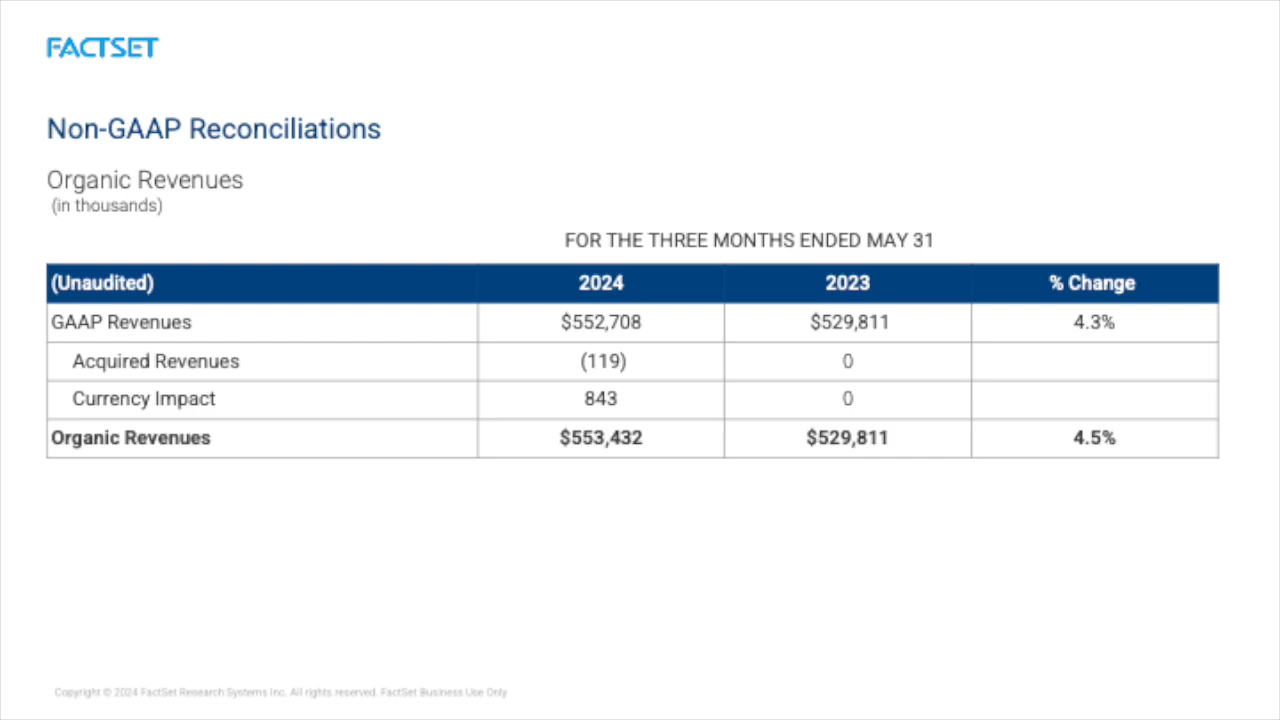 FACTSET
Non-GAAP Reconciliations
Organic Revenues
(in thousands)
FOR THE THREE MONTHS ENDED MAY 31
(Unaudited) 2024 2023 % Change
GAAP Revenues $552,708 $529,811 4.3%
Acquired Revenues (119) 0
Currency Impact 843 0
Organic Revenues $553,432 $529,811 4.5%
Copyright © 2024 FactSet Research Systems Inc. All rights reserved. FactSet Business Use Only